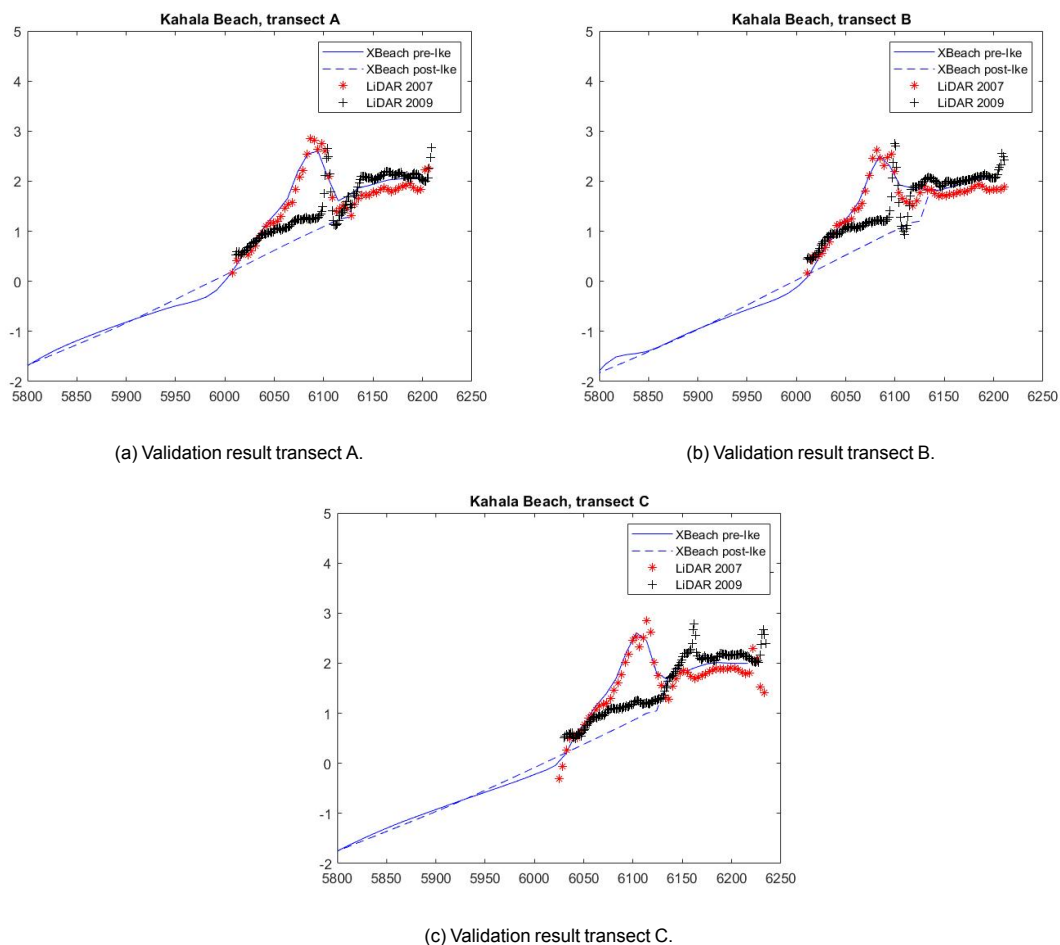 Kahala Beach, transect A
5
4
3
2
1
0
-1
-2
5800 5850 5900 5950 6000 6050 6100 6150 6200 6250
XBeach pre-Ike
XBeach post-Ike
LiDAR 2007
LiDAR 2009
(a) Validation result transect A.
Kahala Beach, transect B
5
4
3
2
1
0
-1
-2
5800 5850 5900 5950 6000 6050 6100 6150 6200 6250
XBeach pre-Ike
XBeach post-Ike
LiDAR 2007
LiDAR 2009
(b) Validation result transect B.
Kahala Beach, transect C
5
4
3
2
1
0
-1
-2
5800 5850 5900 5950 6000 6050 6100 6150 6200 6250
XBeach pre-Ike
XBeach post-Ike
LiDAR 2007
LiDAR 2009
(c) Validation result transect C.